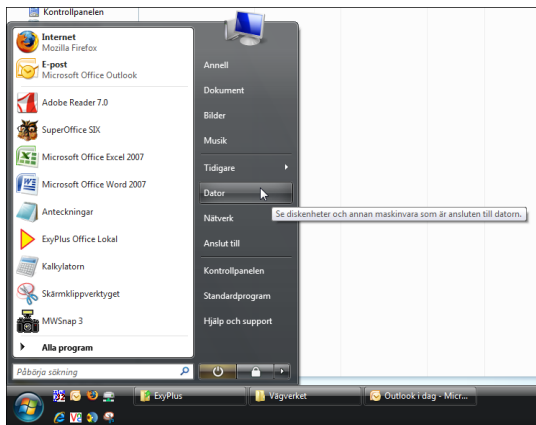 Kontrollpanelen
Internet
Mozilla Firefox
E-post
Microsoft Office Outlook
Adobe Reader 7.0
SuperOffice SIX
Microsoft Office Excel 2007
Microsoft Office Word 2007
Anteckningar
ExyPlus Office Lokal
Kalkylatorn
Skärmklippverktyget
MWSnap 3
Alla program
Påbörja sökning
Annell
Dokument
Bilder
Musik
Tidigare
Dator
Se diskenheter och annan maskinvara som är ansluten till datorn.
Nätverk
Anslut till
Kontrollpanelen
Standardprogram
Hjälp och support
ExyPlus
Vägverket
Outlook i dag - Micr...